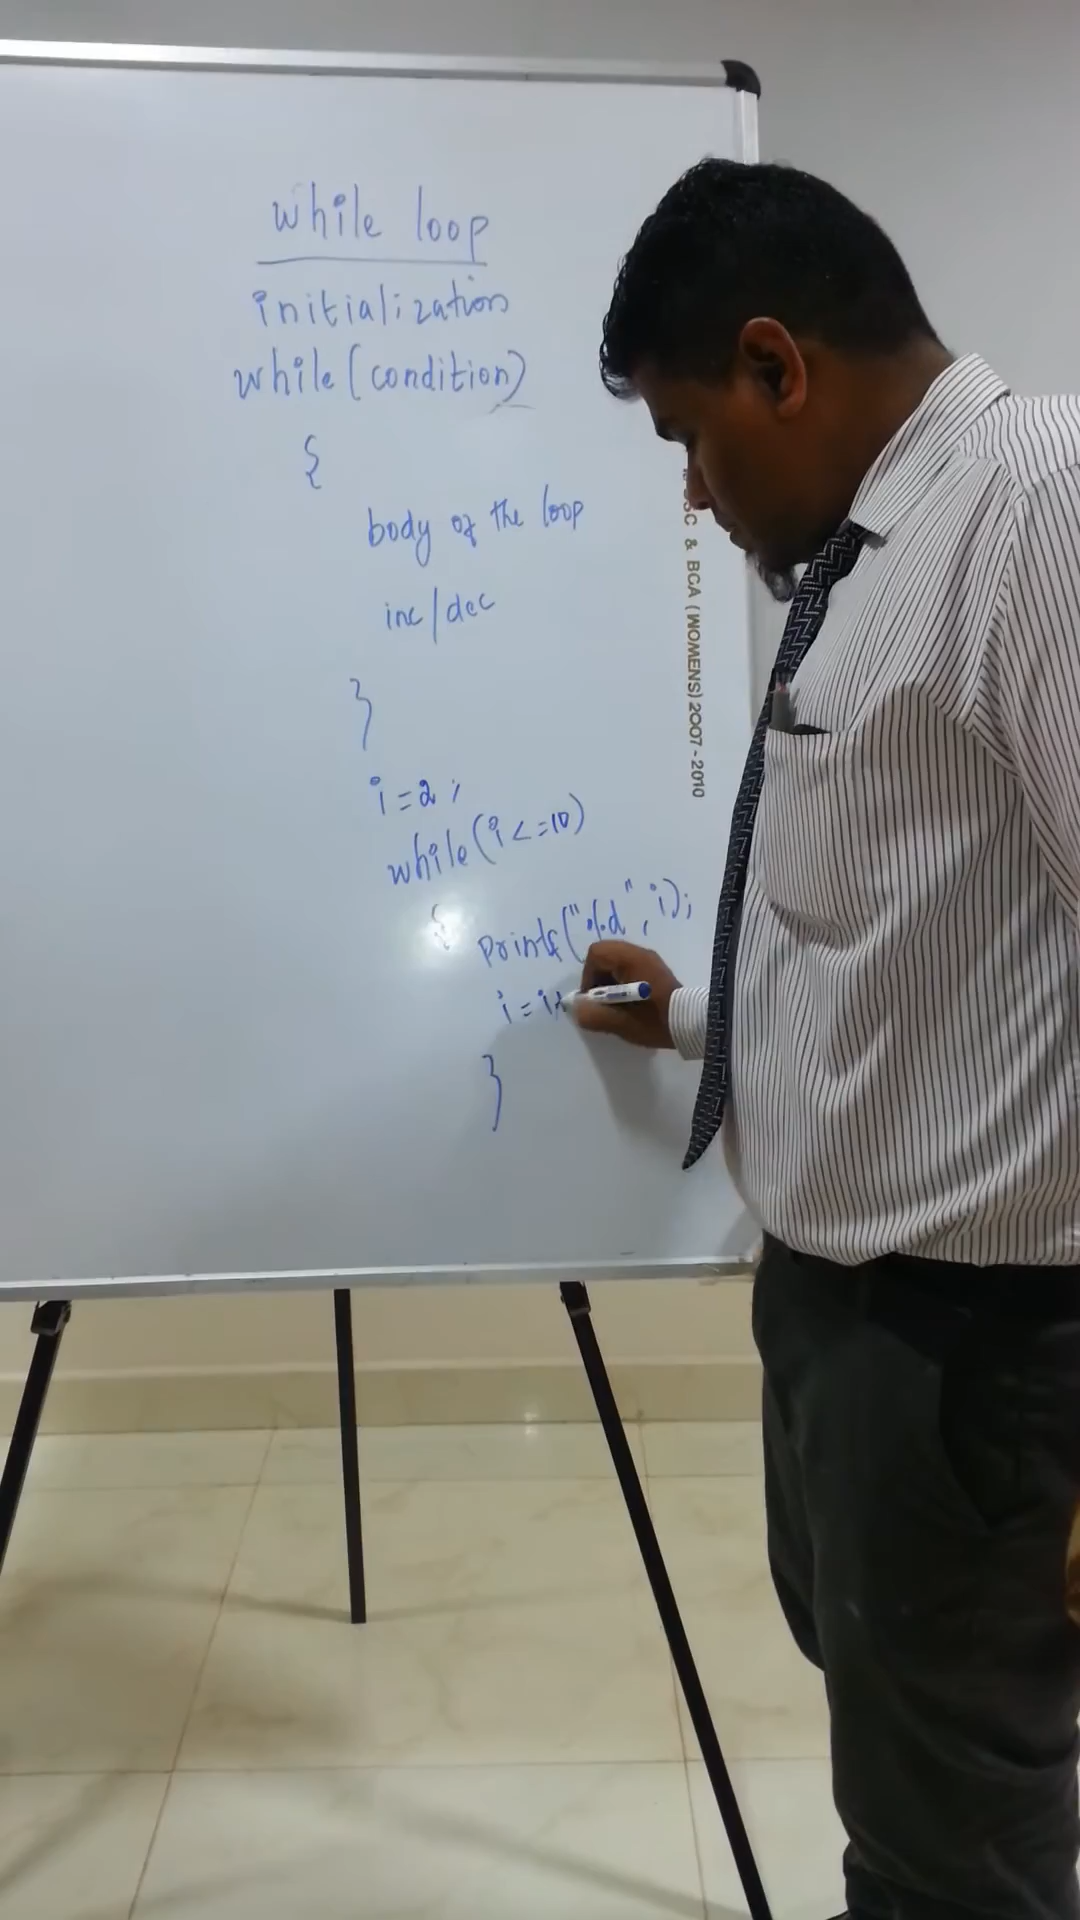 while loop
initialization
while(condition)
{
body of the loop
inc/dec
}
i=2;
while(i<=10)
{ printf("%d", i);
i=i+
}
& BCA (WOMENS) 2007-2010